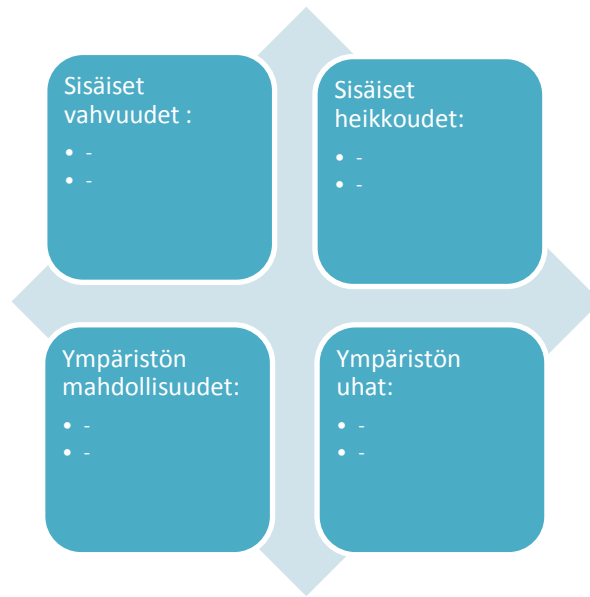 Sisäiset
vahvuudet :
• -
• -
Sisäiset
heikkoudet:
• -
• -
Ympäristön
mahdollisuudet:
• -
• -
Ympäristön
uhat:
• -
• -